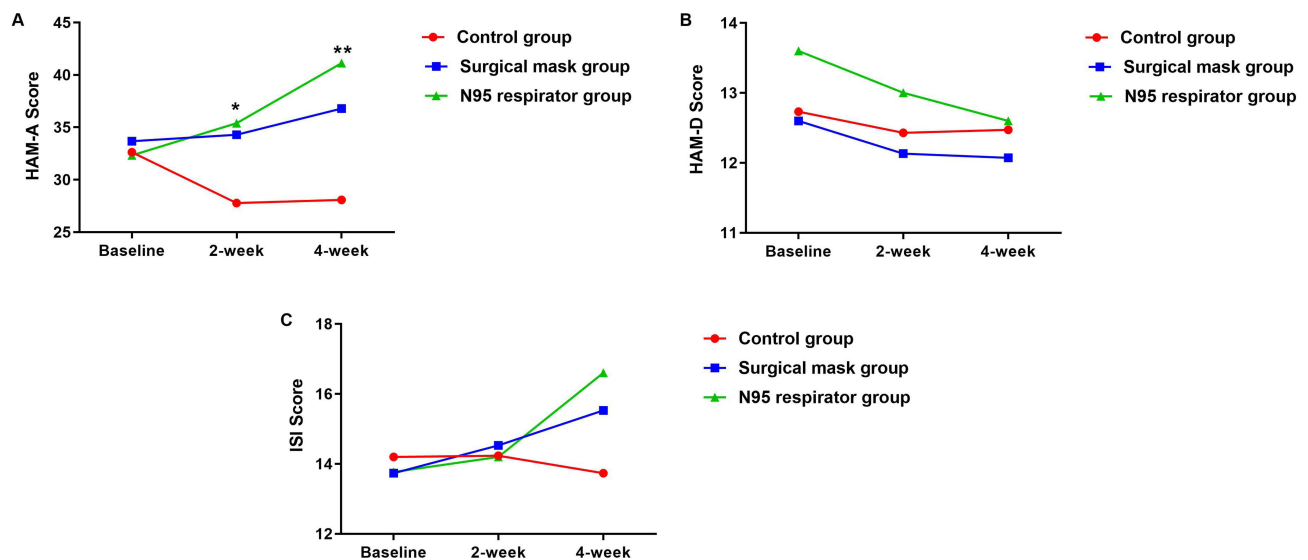 A
HAM-A Score
45
40
35
30
25
*
**
Baseline
2-week
4-week
Control group
Surgical mask group
N95 respirator group
B
HAM-D Score
14
13
12
11
Baseline
2-week
4-week
Control group
Surgical mask group
N95 respirator group
C
ISI Score
18
16
14
12
Baseline
2-week
4-week
Control group
Surgical mask group
N95 respirator group